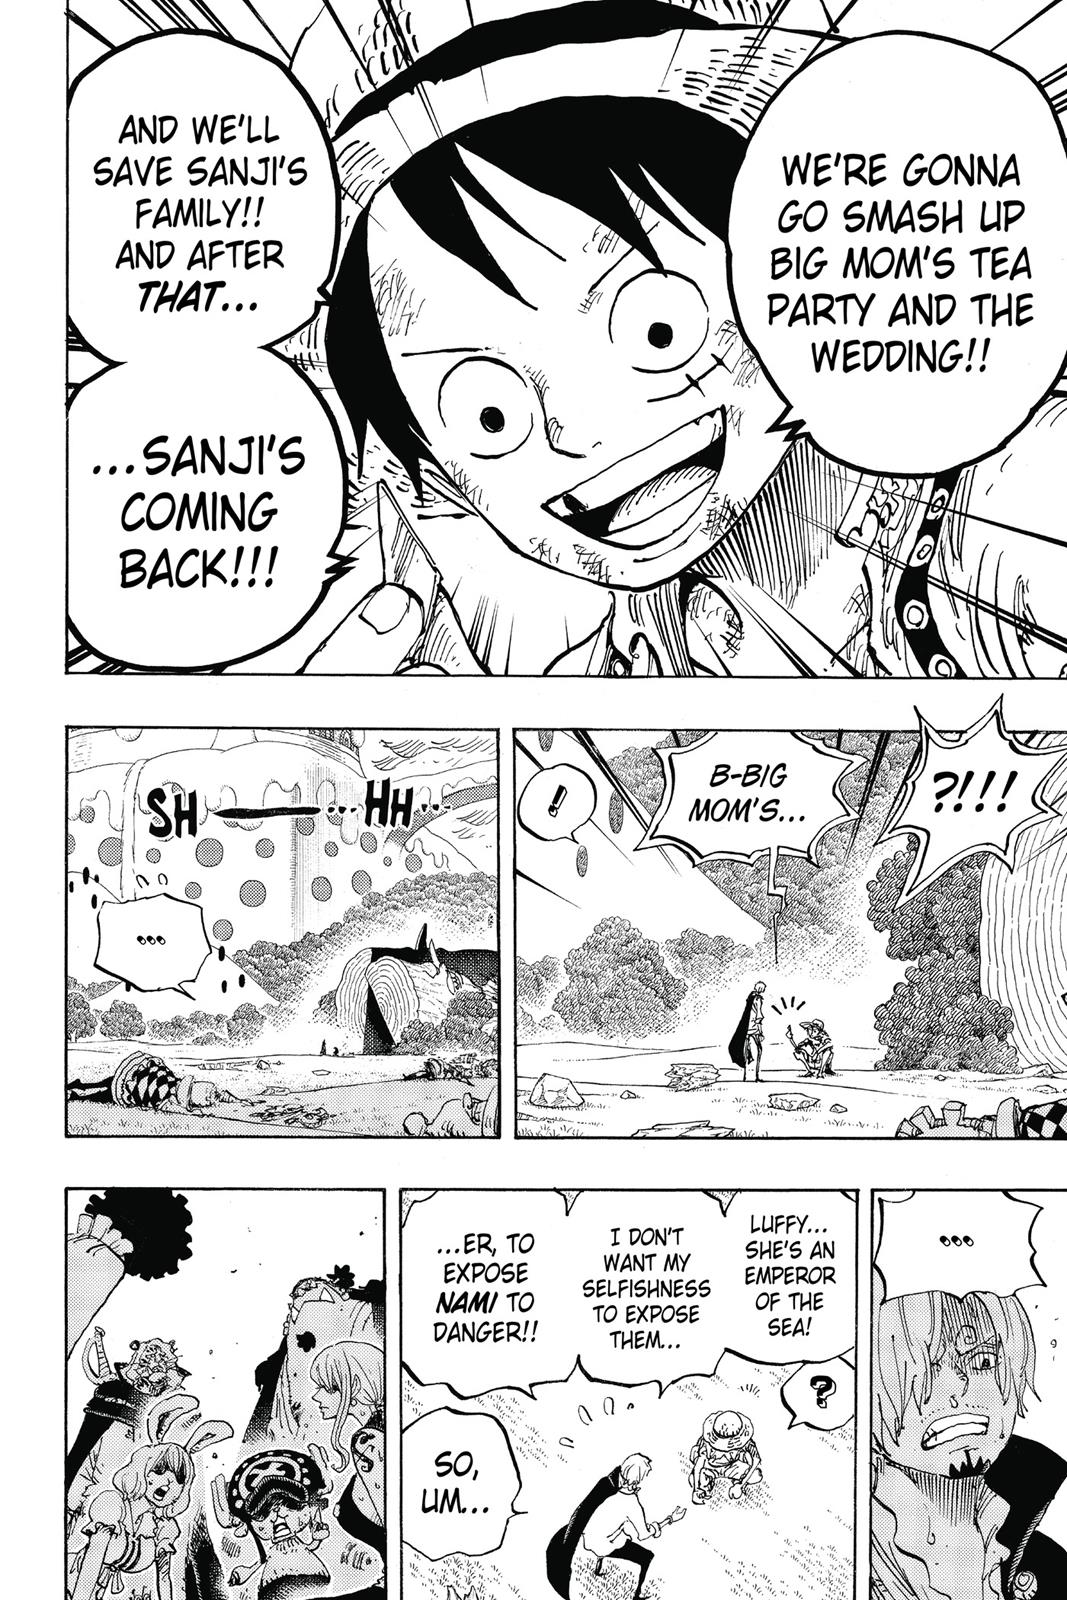 WE'RE GONNA
GO SMASH UP
BIG MOM'S TEA
PARTY AND THE
WEDDING!!
AND WE'LL
SAVE SANJI'S
FAMILY!!
AND AFTER
THAT...
...SANJI'S
COMING
BACK!!!
?!!!
B-BIG
MOM'S...
!
SH
...HH...
...
...
LUFFY...
SHE'S AN
EMPEROR
OF THE
SEA!
?
I DON'T
WANT MY
SELFISHNESS
TO EXPOSE
THEM...
...ER, TO
EXPOSE
NAMI TO
DANGER!!
SO,
UM...